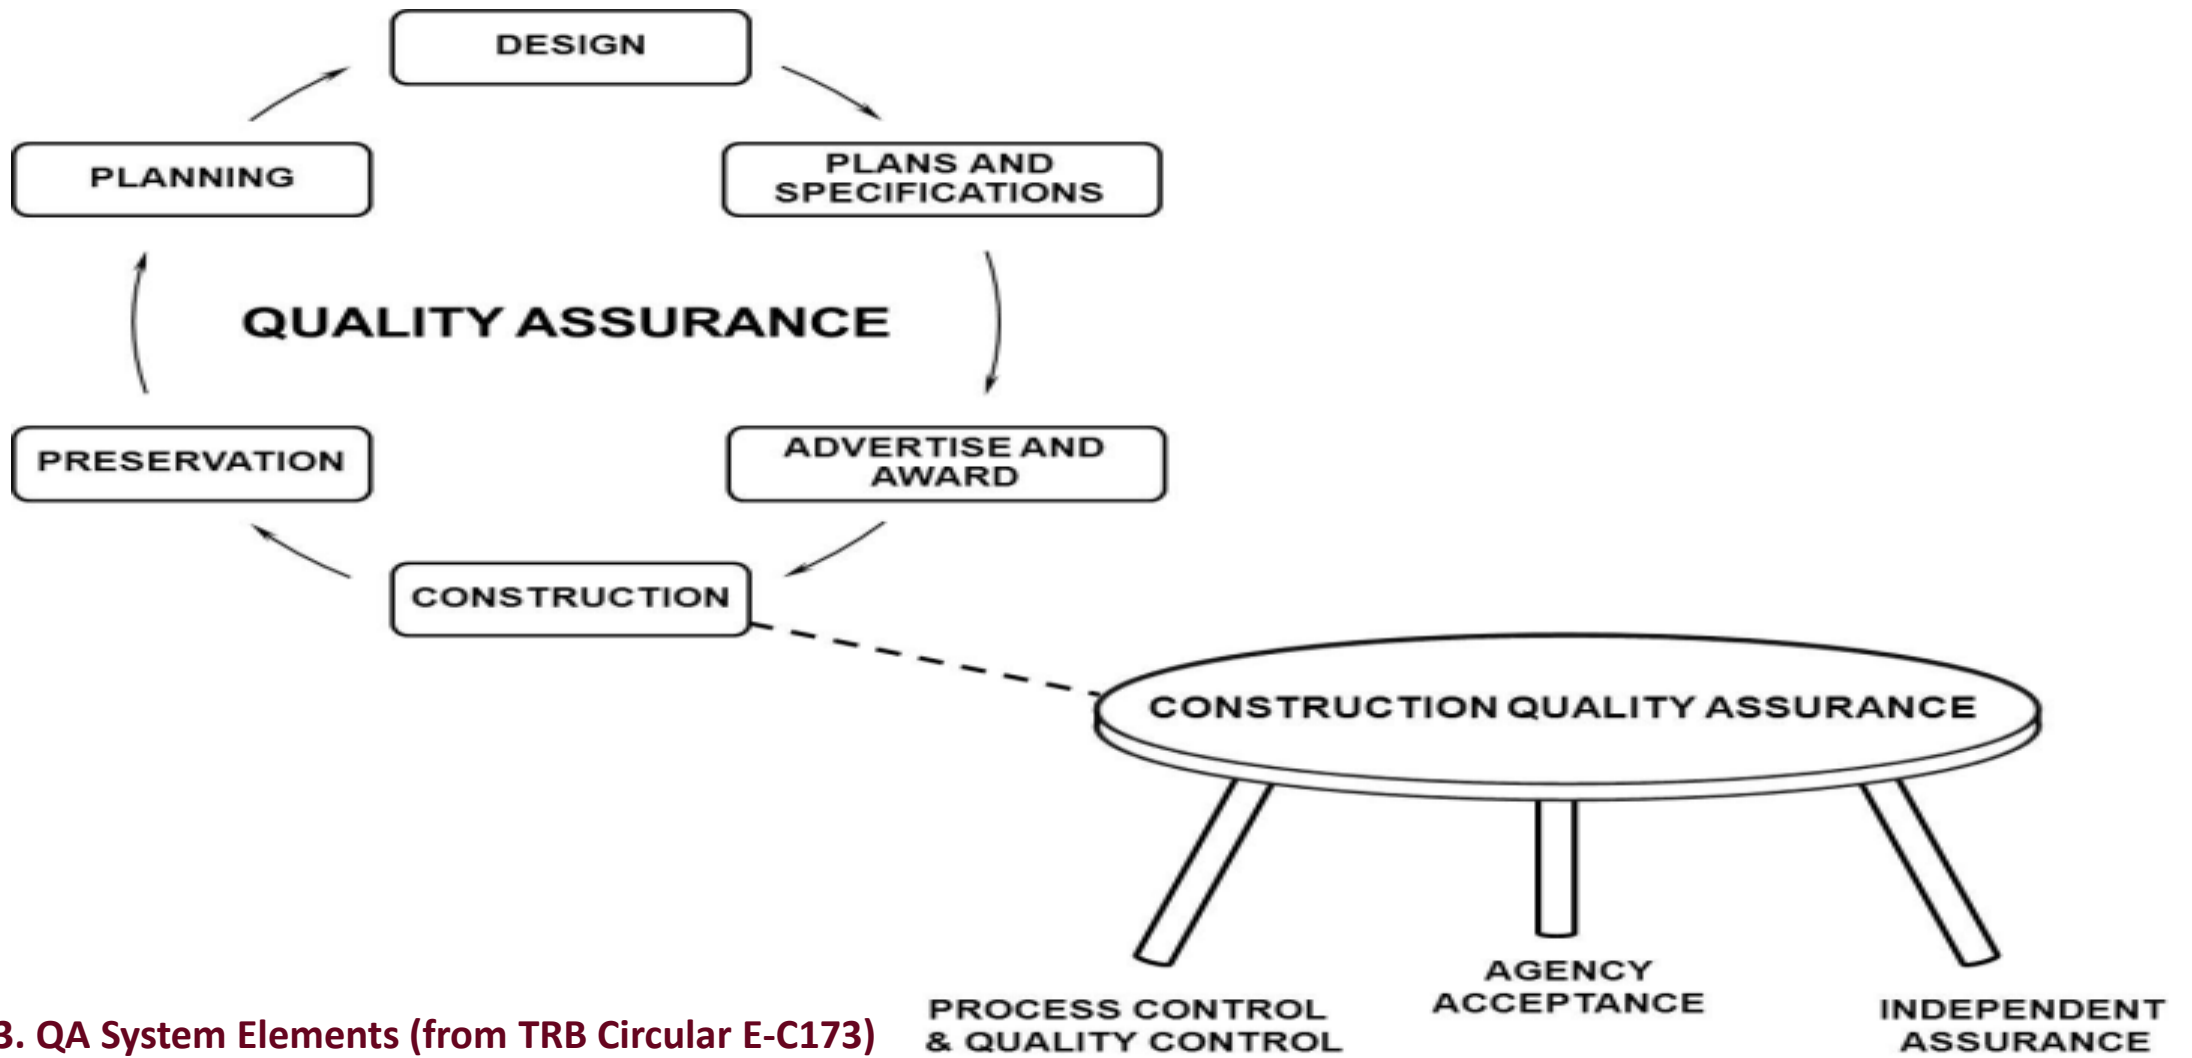 DESIGN
PLANNING
PLANS AND
SPECIFICATIONS
QUALITY ASSURANCE
PRESERVATION
ADVERTISE AND
AWARD
CONSTRUCTION
CONSTRUCTION QUALITY ASSURANCE
PROCESS CONTROL
& QUALITY CONTROL
AGENCY
ACCEPTANCE
INDEPENDENT
ASSURANCE
3. QA System Elements (from TRB Circular E-C173)